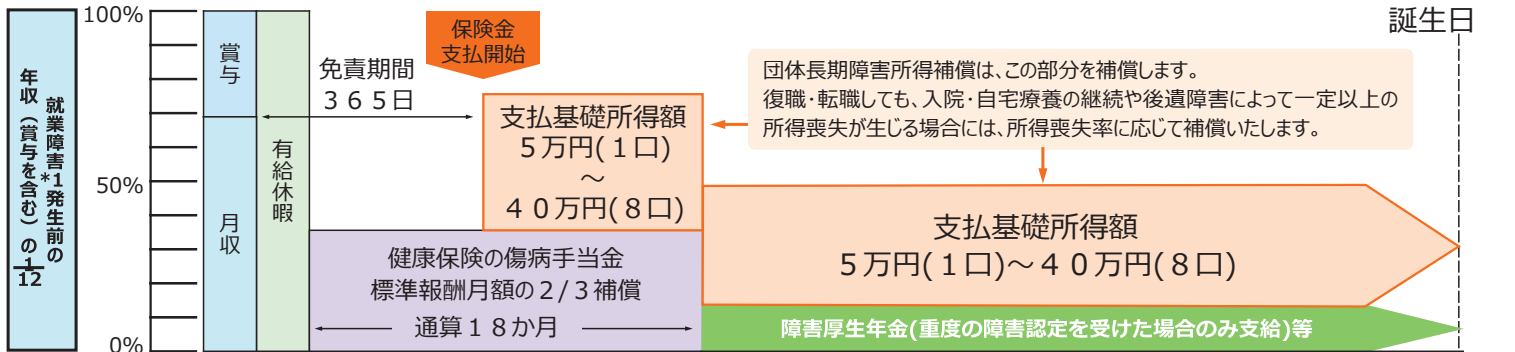 就業障害*1発生前の
年収（賞与を含む）の1/12
100%
50%
0%
賞与
月収
有給休暇
免責期間
３６５日
保険金
支払開始
支払基礎所得額
５万円(１口)
～
４０万円(８口)
健康保険の傷病手当金
標準報酬月額の２/３補償
通算１８か月
団体長期障害所得補償は、この部分を補償します。
復職・転職しても、入院・自宅療養の継続や後遺障害によって一定以上の
所得喪失が生じる場合には、所得喪失率に応じて補償いたします。
誕生日
支払基礎所得額
５万円(１口)～４０万円(８口)
障害厚生年金(重度の障害認定を受けた場合のみ支給)等